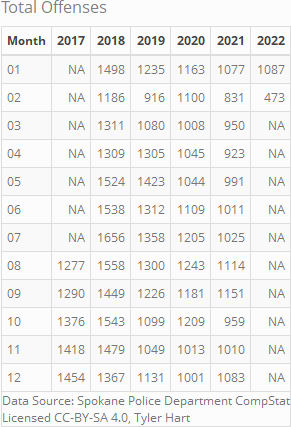 Total Offenses
Month 2017 2018 2019 2020 2021 2022
01 NA 1498 1235 1163 1077 1087
02 NA 1186 916 1100 831 473
03 NA 1311 1080 1008 950 NA
04 NA 1309 1305 1045 923 NA
05 NA 1524 1423 1044 991 NA
06 NA 1538 1312 1109 1011 NA
07 NA 1656 1358 1205 1025 NA
08 1277 1558 1300 1243 1114 NA
09 1290 1449 1226 1181 1151 NA
10 1376 1543 1099 1209 959 NA
11 1418 1479 1049 1013 1010 NA
12 1454 1367 1131 1001 1083 NA
Data Source: Spokane Police Department CompStat
Licensed CC-BY-SA 4.0, Tyler Hart